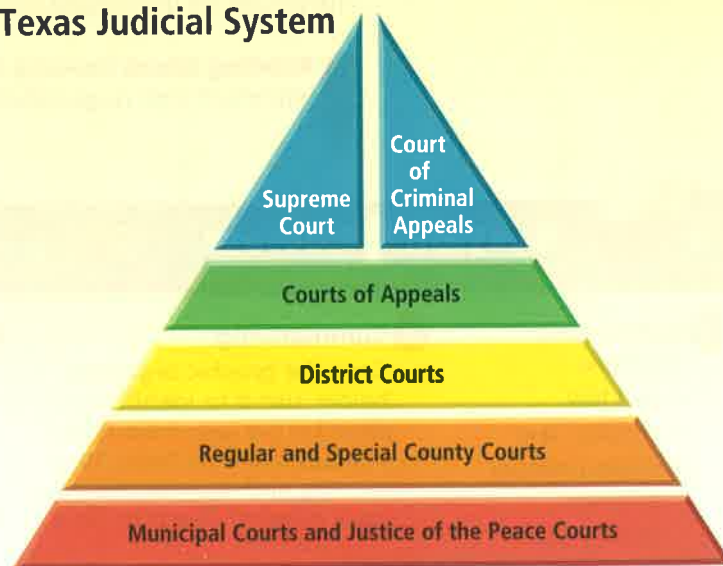 Texas Judicial System
Supreme
Court
Court
of
Criminal
Appeals
Courts of Appeals
District Courts
Regular and Special County Courts
Municipal Courts and Justice of the Peace Courts